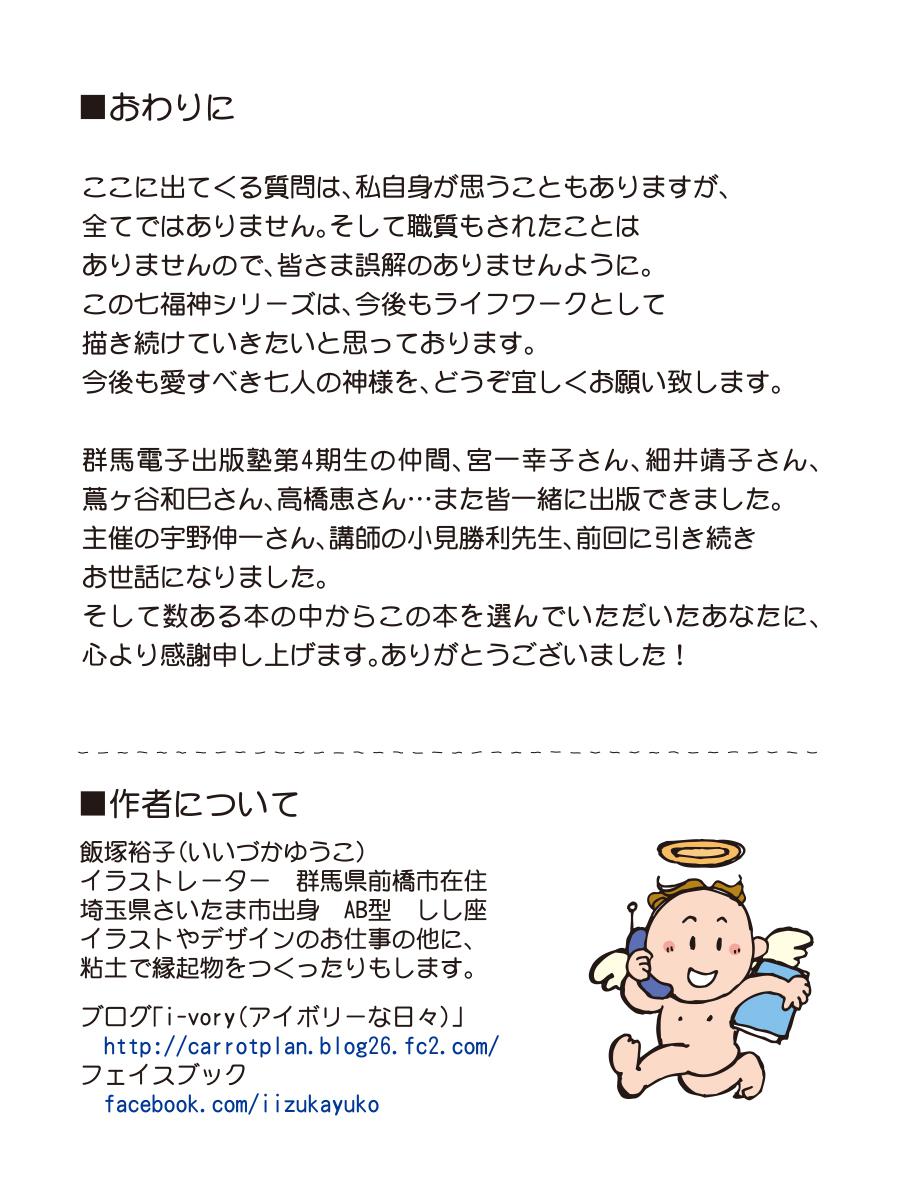 ■おわりに
ここに出てくる質問は、私自身が思うこともありますが、
全てではありません。そして職質もされたことは
ありませんので、皆さま誤解のありませんように。
この七福神シリーズは、今後もライフワークとして
描き続けていきたいと思っております。
今後も愛すべき七人の神様を、どうぞ宜しくお願い致します。
群馬電子出版塾第4期生の仲間、宮一幸子さん、細井靖子さん、
蔦ヶ谷和巳さん、高橋恵さん…また皆一緒に出版できました。
主催の宇野伸一さん、講師の小見勝利先生、前回に引き続き
お世話になりました。
そして数ある本の中からこの本を選んでいただいたあなたに、
心より感謝申し上げます。ありがとうございました！
■作者について
飯塚裕子（いいづかゆうこ）
イラストレーター　群馬県前橋市在住
埼玉県さいたま市出身　AB型　しし座
イラストやデザインのお仕事の他に、
粘土で縁起物をつくったりもします。
ブログ「i-vory（アイボリーな日々）」
http://carrotplan.blog26.fc2.com/
フェイスブック
facebook.com/iizukayuko